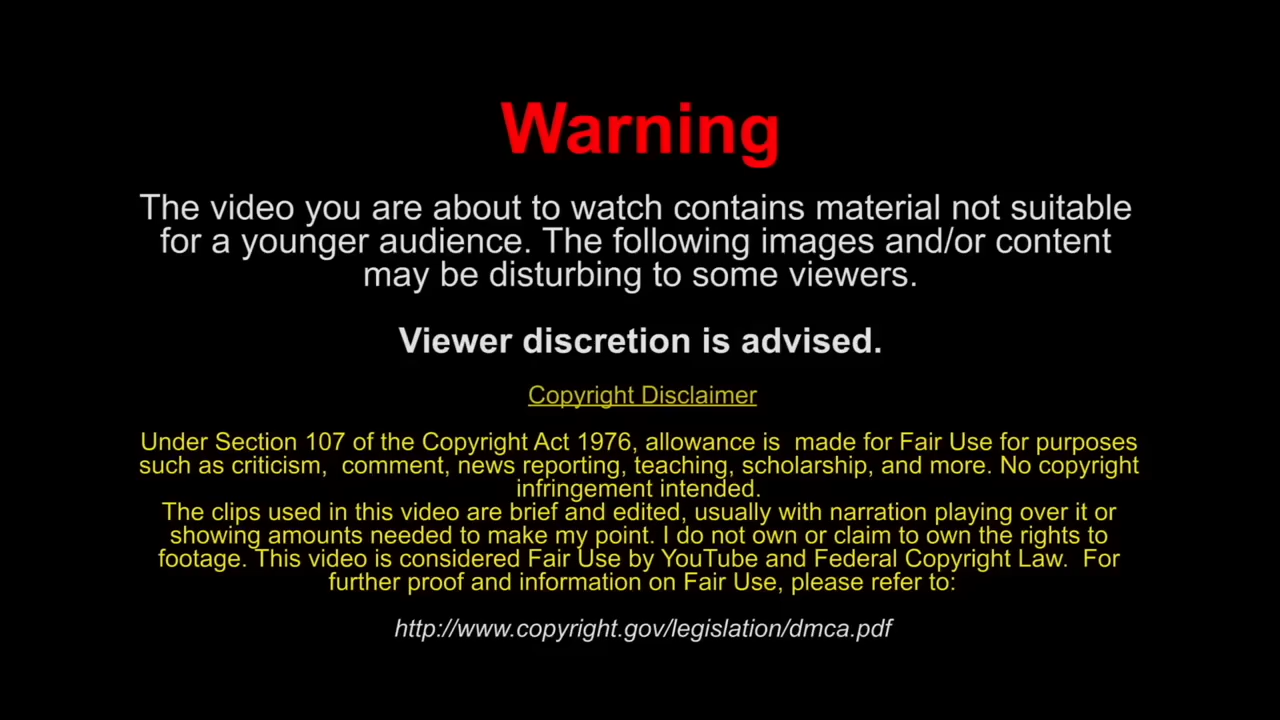 Warning
The video you are about to watch contains material not suitable
for a younger audience. The following images and/or content
may be disturbing to some viewers.
Viewer discretion is advised.
Copyright Disclaimer
Under Section 107 of the Copyright Act 1976, allowance is  made for Fair Use for purposes
such as criticism,  comment, news reporting, teaching, scholarship, and more. No copyright
infringement intended.
The clips used in this video are brief and edited, usually with narration playing over it or
showing amounts needed to make my point. I do not own or claim to own the rights to
footage. This video is considered Fair Use by YouTube and Federal Copyright Law.  For
further proof and information on Fair Use, please refer to:
http://www.copyright.gov/legislation/dmca.pdf